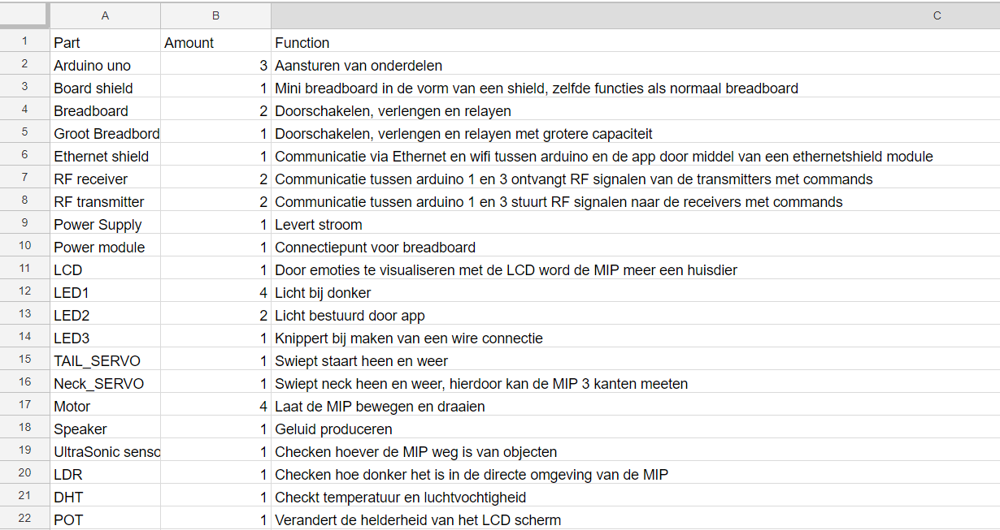 A B C
1 Part Amount Function
2 Arduino uno 3 Aansturen van onderdelen
3 Board shield 1 Mini breadboard in de vorm van een shield, zelfde functies als normaal breadboard
4 Breadboard 2 Doorschakelen, verlengen en relayen
5 Groot Breadbord 1 Doorschakelen, verlengen en relayen met grotere capaciteit
6 Ethernet shield 1 Communicatie via Ethernet en wifi tussen arduino en de app door middel van een ethernetshield module
7 RF receiver 2 Communicatie tussen arduino 1 en 3 ontvangt RF signalen van de transmitters met commands
8 RF transmitter 2 Communicatie tussen arduino 1 en 3 stuurt RF signalen naar de receivers met commands
9 Power Supply 1 Levert stroom
10 Power module 1 Connectiepunt voor breadboard
11 LCD 1 Door emoties te visualiseren met de LCD word de MIP meer een huisdier
12 LED1 4 Licht bij donker
13 LED2 2 Licht bestuurd door app
14 LED3 1 Knippert bij maken van een wire connectie
15 TAIL_SERVO 1 Swiept staart heen en weer
16 Neck_SERVO 1 Swiept neck heen en weer, hierdoor kan de MIP 3 kanten meeten
17 Motor 4 Laat de MIP bewegen en draaien
18 Speaker 1 Geluid produceren
19 UltraSonic senso 1 Checken hoever de MIP weg is van objecten
20 LDR 1 Checken hoe donker het is in de directe omgeving van de MIP
21 DHT 1 Checkt temperatuur en luchtvochtigheid
22 POT 1 Verandert de helderheid van het LCD scherm